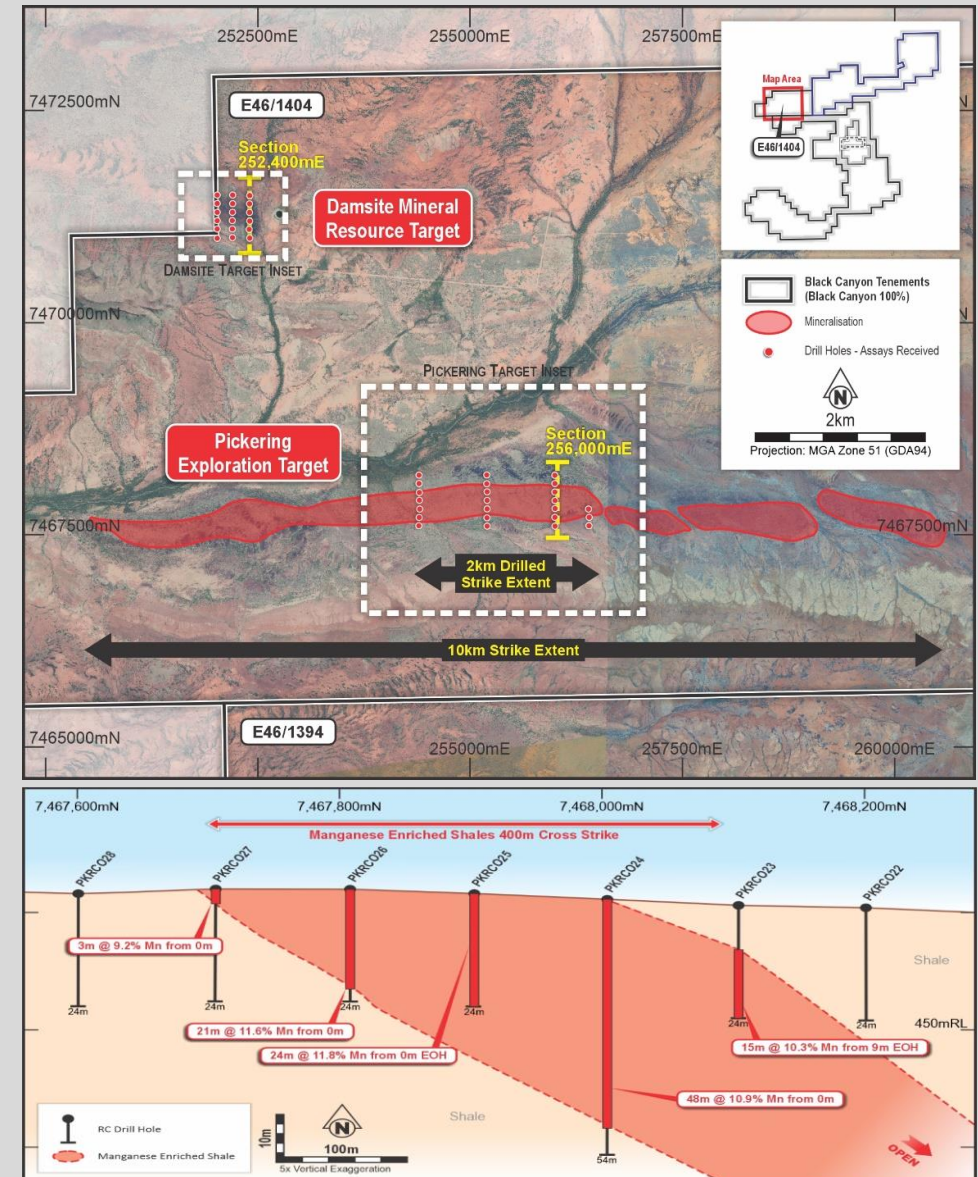 252500mE
255000mE
257500mE
7472500mN
E46/1404
Section
252,400mE
Damsite Mineral
Resource Target
DAMSITE TARGET INSET
7470000mN
PICKERING TARGET INSET
Pickering
Exploration Target
Section
256,000mE
7467500mN
7467500mN
2km Drilled
Strike Extent
10km Strike Extent
E46/1394
7465000mN
255000mE
257500mE
260000mE
Map Area
E46/1404
Black Canyon Tenements
(Black Canyon 100%)
Mineralisation
Drill Holes - Assays Received
N
2km
Projection: MGA Zone 51 (GDA94)
7,467,600mN
7,467,800mN
7,468,000mN
7,468,200mN
Manganese Enriched Shales 400m Cross Strike
PKRC028
PKRC027
PKRC026
PKRC025
PKRC024
PKRC023
PKRC022
3m @ 9.2% Mn from 0m
24m
24m
24m
24m
24m
24m
Shale
450mRL
21m @ 11.6% Mn from 0m
24m @ 11.8% Mn from 0m EOH
15m @ 10.3% Mn from 9m EOH
48m @ 10.9% Mn from 0m
Shale
54m
OPEN
RC Drill Hole
Manganese Enriched Shale
10m
N
100m
5x Vertical Exaggeration